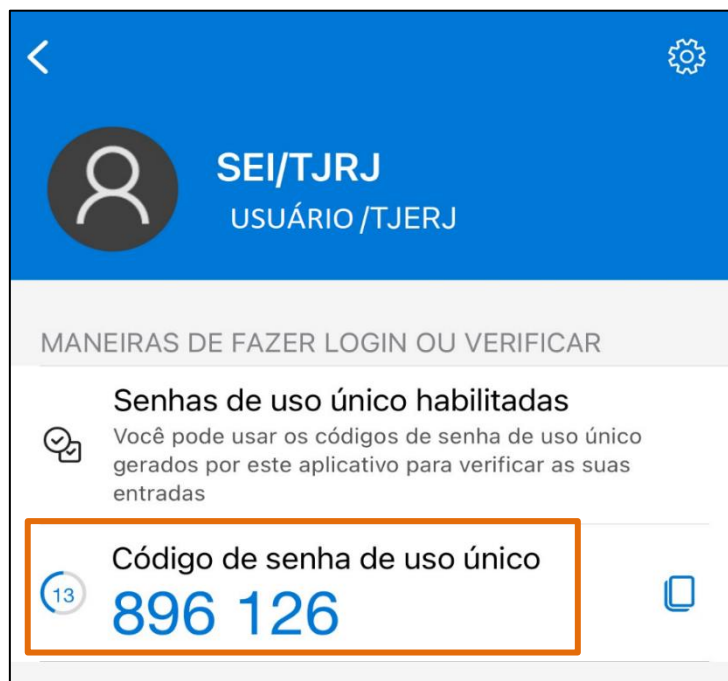 SEI/TJRJ
USUÁRIO /TJERJ
MANEIRAS DE FAZER LOGIN OU VERIFICAR
Senhas de uso único habilitadas
Você pode usar os códigos de senha de uso único
gerados por este aplicativo para verificar as suas
entradas
Código de senha de uso único
13
896 126